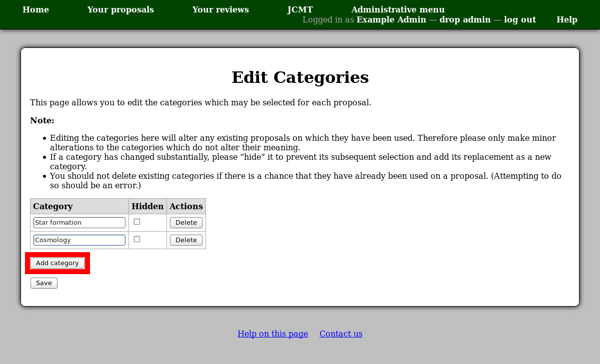 Home Your proposals Your reviews JCMT Administrative menu
Logged in as Example Admin — drop admin — log out Help
Edit Categories
This page allows you to edit the categories which may be selected for each proposal.
Note:
• Editing the categories here will alter any existing proposals on which they have been used. Therefore please only make minor
alterations to the categories which do not alter their meaning.
• If a category has changed substantially, please “hide” it to prevent its subsequent selection and add its replacement as a new
category.
• You should not delete existing categories if there is a chance that they have already been used on a proposal. (Attempting to do
so should be an error.)
Category Hidden Actions
Star formation Delete
Cosmology Delete
Add category
Save
Help on this page Contact us